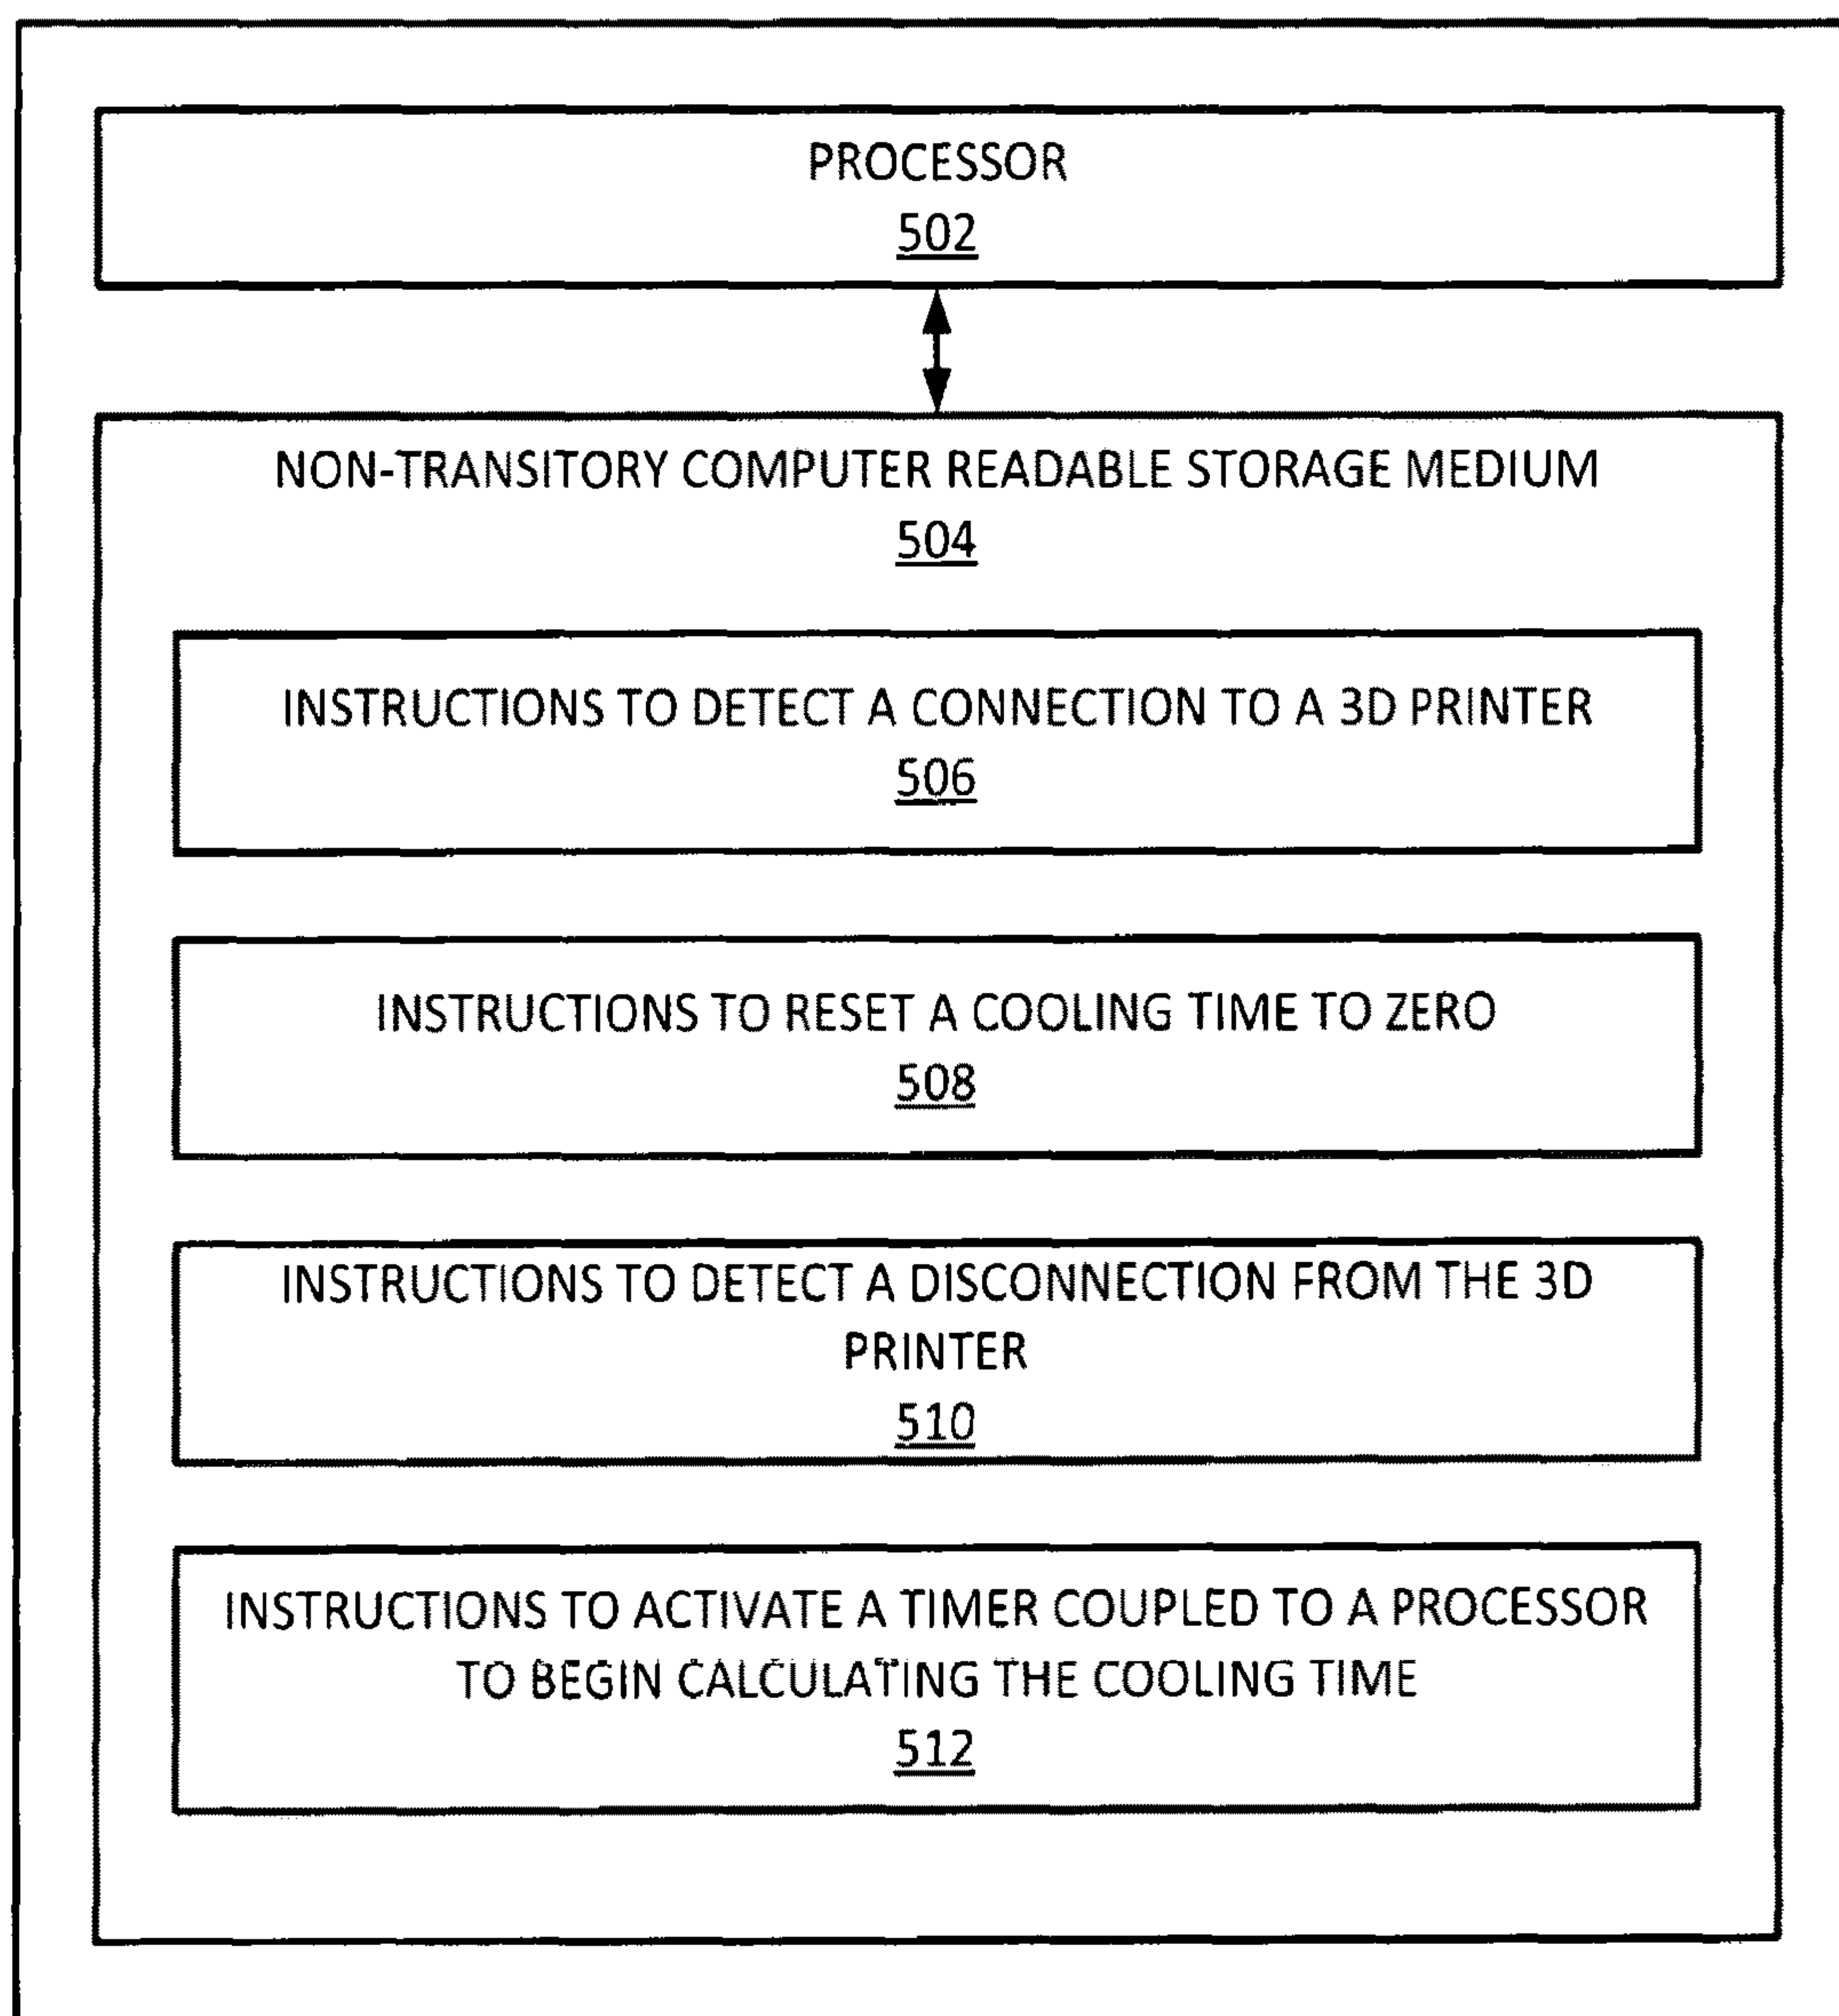 PROCESSOR
502
NON-TRANSITORY COMPUTER READABLE STORAGE MEDIUM
504
INSTRUCTIONS TO DETECT A CONNECTION TO A 3D PRINTER
506
INSTRUCTIONS TO RESET A COOLING TIME TO ZERO
508
INSTRUCTIONS TO DETECT A DISCONNECTION FROM THE 3D
PRINTER
510
INSTRUCTIONS TO ACTIVATE A TIMER COUPLED TO A PROCESSOR
TO BEGIN CALCULATING THE COOLING TIME
512